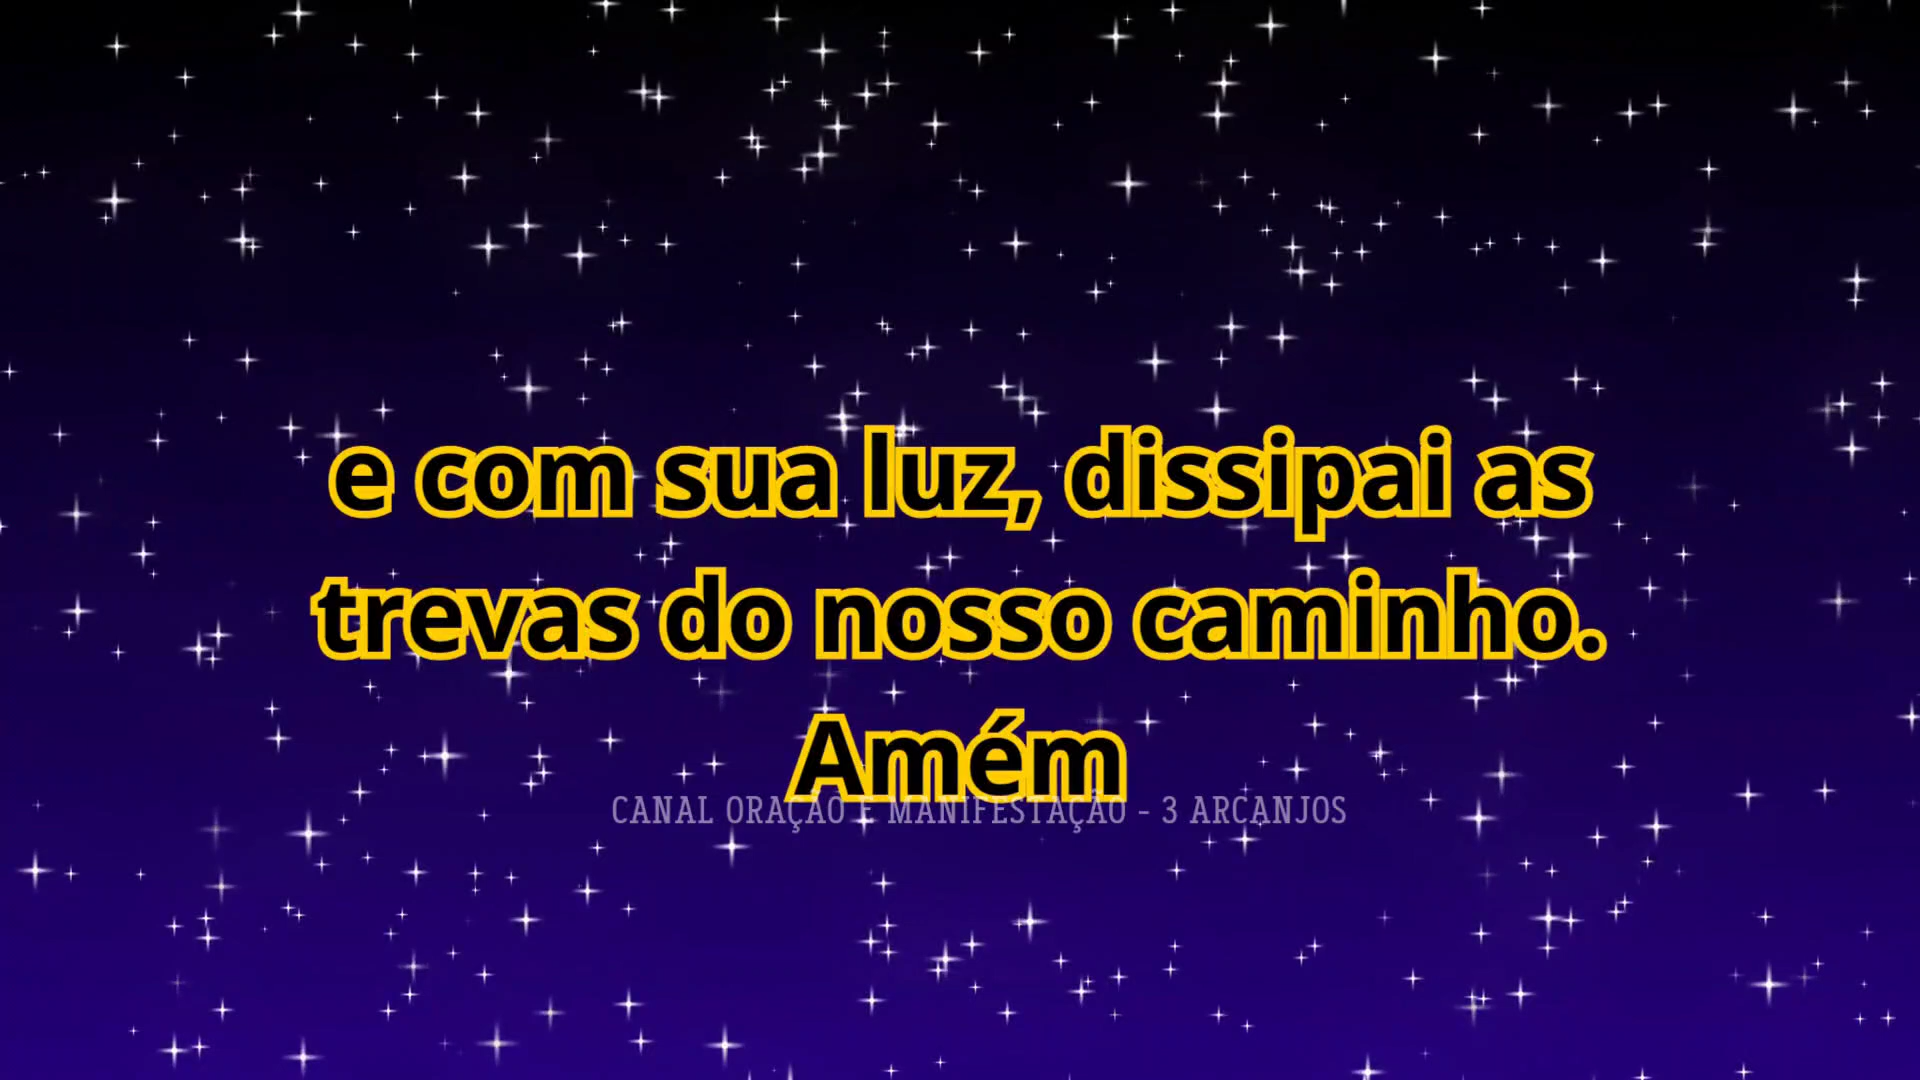 e com sua luz, dissipai as
trevas do nosso caminho.
Amém
CANAL ORAÇÃO E MANIFESTAÇÃO - 3 ARCANJOS